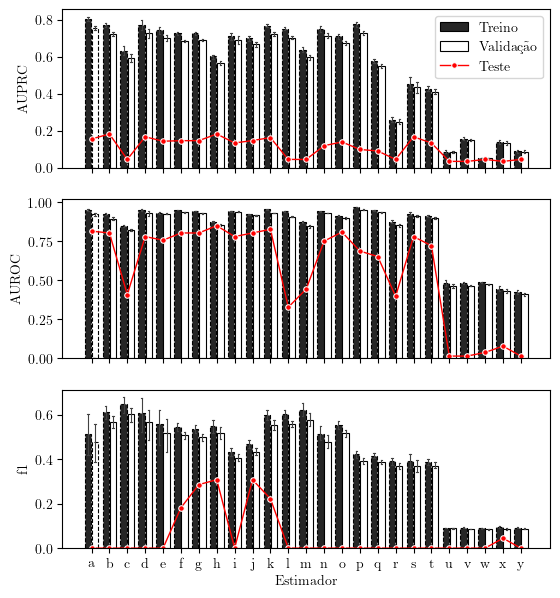 0.8
0.6
0.4
0.2
0.0
AUPRC
Treino
Validação
Teste
1.00
0.75
0.50
0.25
0.00
AUROC
0.6
0.4
0.2
0.0
f1
a b c d e f g h i j k l m n o p q r s t u v w x y
Estimador